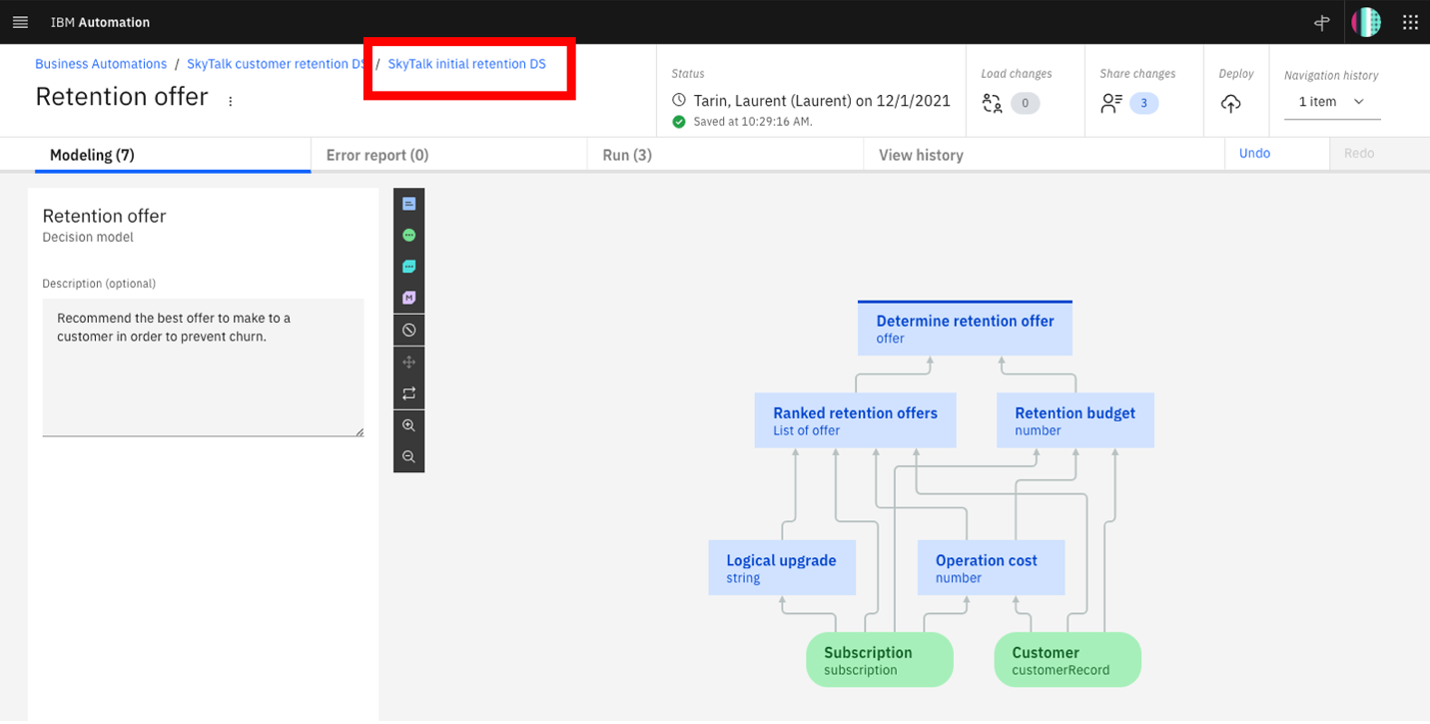 IBM Automation
Business Automations / SkyTalk customer retention DS / SkyTalk initial retention DS
Retention offer
Status
Tarin, Laurent (Laurent) on 12/1/2021
Saved at 10:29:16 AM.
Load changes
0
Share changes
3
Deploy
Navigation history
1 item
Modeling (7)
Error report (0)
Run (3)
View history
Undo
Redo
Retention offer
Decision model
Description (optional)
Recommend the best offer to make to a
customer in order to prevent churn.
M
Determine retention offer
offer
Ranked retention offers
List of offer
Retention budget
number
Logical upgrade
string
Operation cost
number
Subscription
subscription
Customer
customerRecord